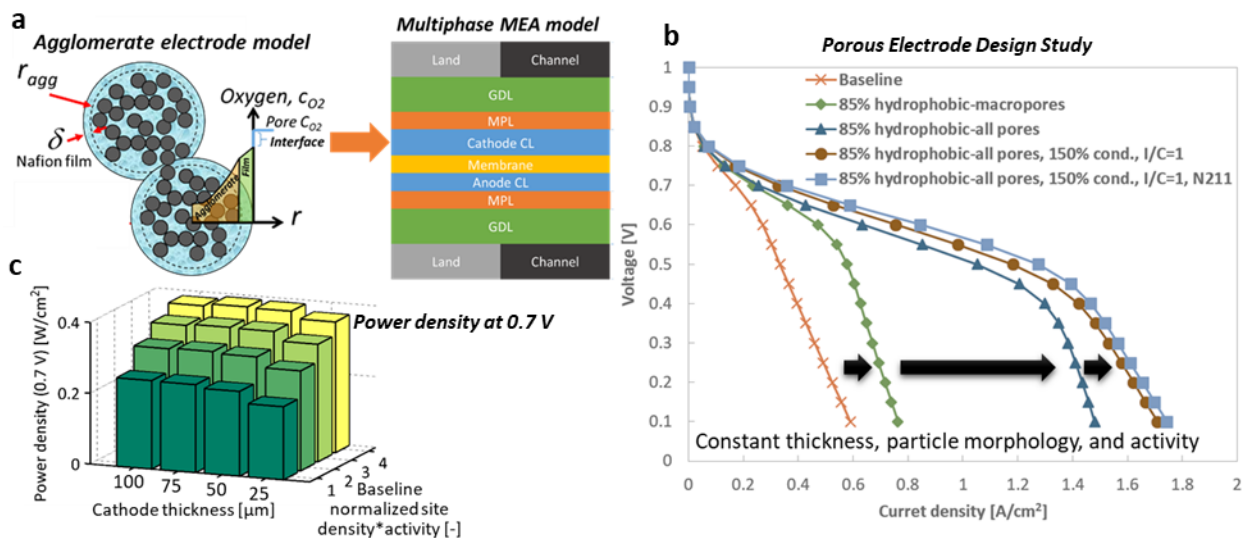 a
Agglomerate electrode model
r_agg
δ
Nafion film
Oxygen, c_O2
Pore C_O2
Interface
Film
Agglomerate
r
Multiphase MEA model
Land
Channel
GDL
MPL
Cathode CL
Membrane
Anode CL
MPL
GDL
Land
Channel
b
Porous Electrode Design Study
Baseline
85% hydrophobic-macropores
85% hydrophobic-all pores
85% hydrophobic-all pores, 150% cond., I/C=1
85% hydrophobic-all pores, 150% cond., I/C=1, N211
Voltage [V]
1
0.9
0.8
0.7
0.6
0.5
0.4
0.3
0.2
0.1
0
Constant thickness, particle morphology, and activity
0 0.2 0.4 0.6 0.8 1 1.2 1.4 1.6 1.8 2
Curret density [A/cm²]
c
Power density at 0.7 V
Power density (0.7 V) [W/cm²]
0.4
0.2
0
100 75 50 25
Cathode thickness [µm]
1 2 3 4
Baseline
normalized site
density*activity [-]